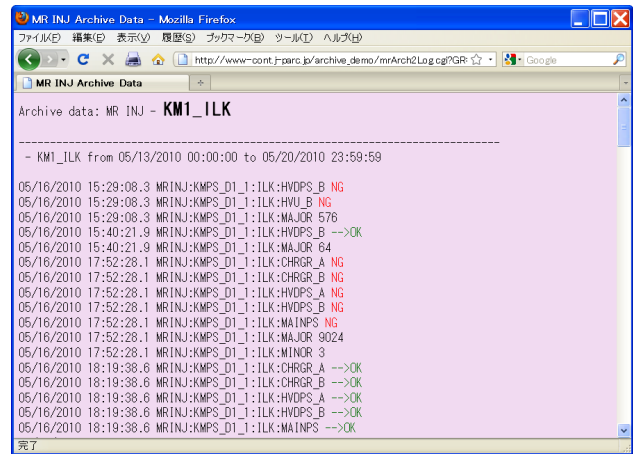 MR INJ Archive Data - Mozilla Firefox
ファイル(F) 編集(E) 表示(V) 履歴(S) ブックマーク(B) ツール(T) ヘルプ(H)
http://www-cont.j-parc.jp/archive_demo/mrArch2Log.cgi?GR: Google
MR INJ Archive Data
Archive data: MR INJ - KM1_ILK
--------------------------------------------------------------------------------
- KM1_ILK from 05/13/2010 00:00:00 to 05/20/2010 23:59:59
05/16/2010 15:29:08.3 MRINJ:KMPS_D1_1:ILK:HVDPS_B NG
05/16/2010 15:29:08.3 MRINJ:KMPS_D1_1:ILK:HVU_B NG
05/16/2010 15:29:08.3 MRINJ:KMPS_D1_1:ILK:MAJOR 576
05/16/2010 15:40:21.9 MRINJ:KMPS_D1_1:ILK:HVDPS_B -->OK
05/16/2010 15:40:21.9 MRINJ:KMPS_D1_1:ILK:MAJOR 64
05/16/2010 17:52:28.1 MRINJ:KMPS_D1_1:ILK:CHRGR_A NG
05/16/2010 17:52:28.1 MRINJ:KMPS_D1_1:ILK:CHRGR_B NG
05/16/2010 17:52:28.1 MRINJ:KMPS_D1_1:ILK:HVDPS_A NG
05/16/2010 17:52:28.1 MRINJ:KMPS_D1_1:ILK:HVDPS_B NG
05/16/2010 17:52:28.1 MRINJ:KMPS_D1_1:ILK:MAINPS NG
05/16/2010 17:52:28.1 MRINJ:KMPS_D1_1:ILK:MAJOR 9024
05/16/2010 17:52:28.1 MRINJ:KMPS_D1_1:ILK:MINOR 3
05/16/2010 18:19:38.6 MRINJ:KMPS_D1_1:ILK:CHRGR_A -->OK
05/16/2010 18:19:38.6 MRINJ:KMPS_D1_1:ILK:CHRGR_B -->OK
05/16/2010 18:19:38.6 MRINJ:KMPS_D1_1:ILK:HVDPS_A -->OK
05/16/2010 18:19:38.6 MRINJ:KMPS_D1_1:ILK:HVDPS_B -->OK
05/16/2010 18:19:38.6 MRINJ:KMPS_D1_1:ILK:MAINPS -->OK
完了